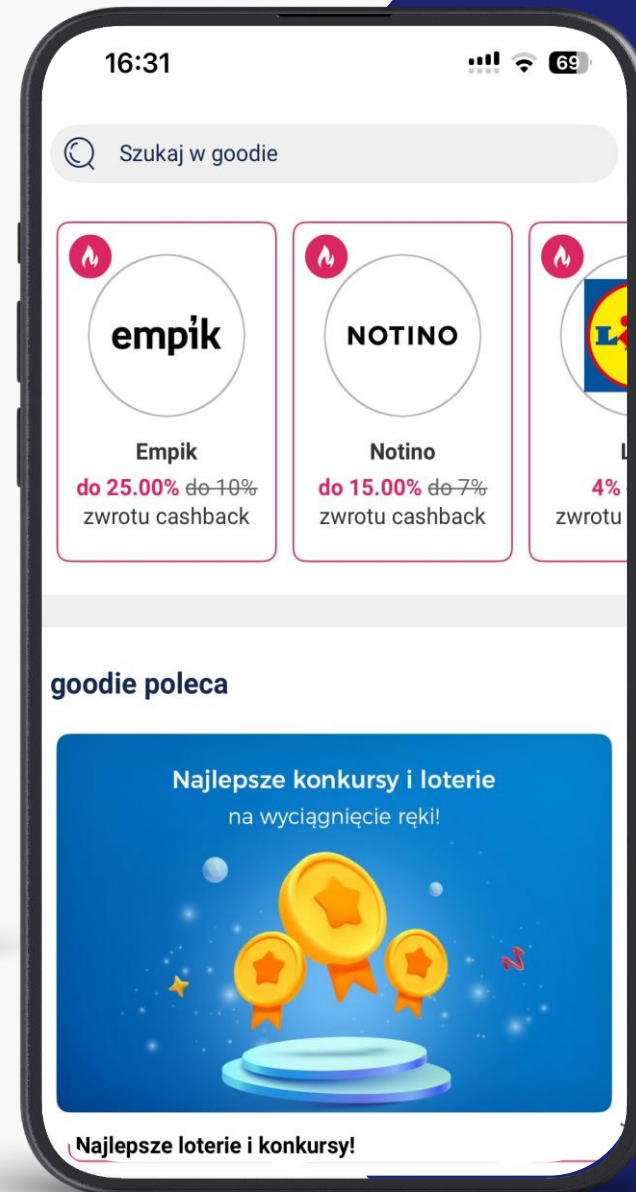 16:31
69
Szukaj w goodie
empik
NOTINO
Empik
do 25.00% do 10%
zwrotu cashback
Notino
do 15.00% do 7%
zwrotu cashback
4%
zwrotu
goodie poleca
Najlepsze konkursy i loterie
na wyciągnięcie ręki!
Najlepsze loterie i konkursy!